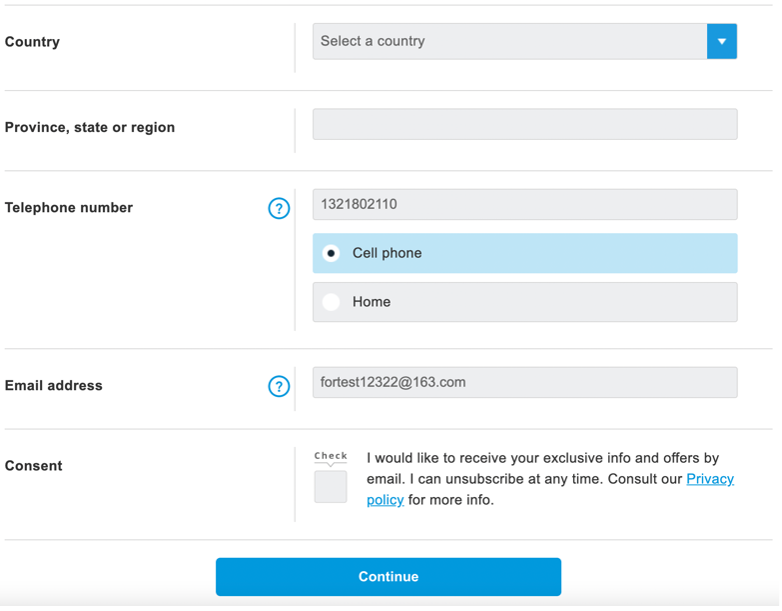 Country
Select a country
Province, state or region
Telephone number
?
1321802110
Cell phone
Home
Email address
?
fortest12322@163.com
Consent
Check
I would like to receive your exclusive info and offers by
email. I can unsubscribe at any time. Consult our Privacy
policy for more info.
Continue